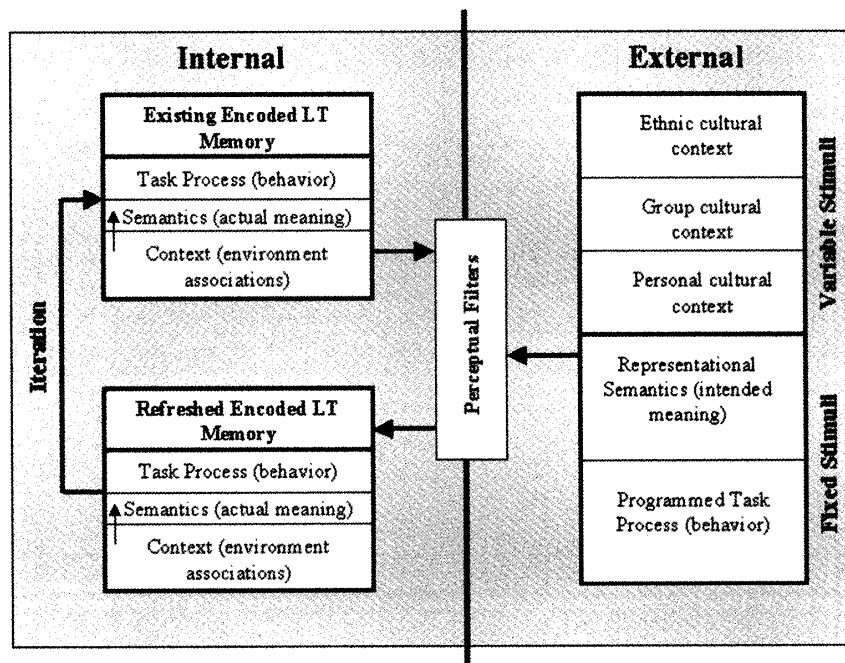 Internal
Existing Encoded LT
Memory
Task Process (behavior)
Semantics (actual meaning)
Context (environment
associations)
Iteration
Refreshed Encoded LT
Memory
Task Process (behavior)
Semantics (actual meaning)
Context (environment
associations)
Perceptual Filters
External
Ethnic cultural
context
Group cultural
context
Personal cultural
context
Representational
Semantics (intended
meaning)
Programmed Task
Process (behavior)
Variable Stimuli
Fixed Stimuli